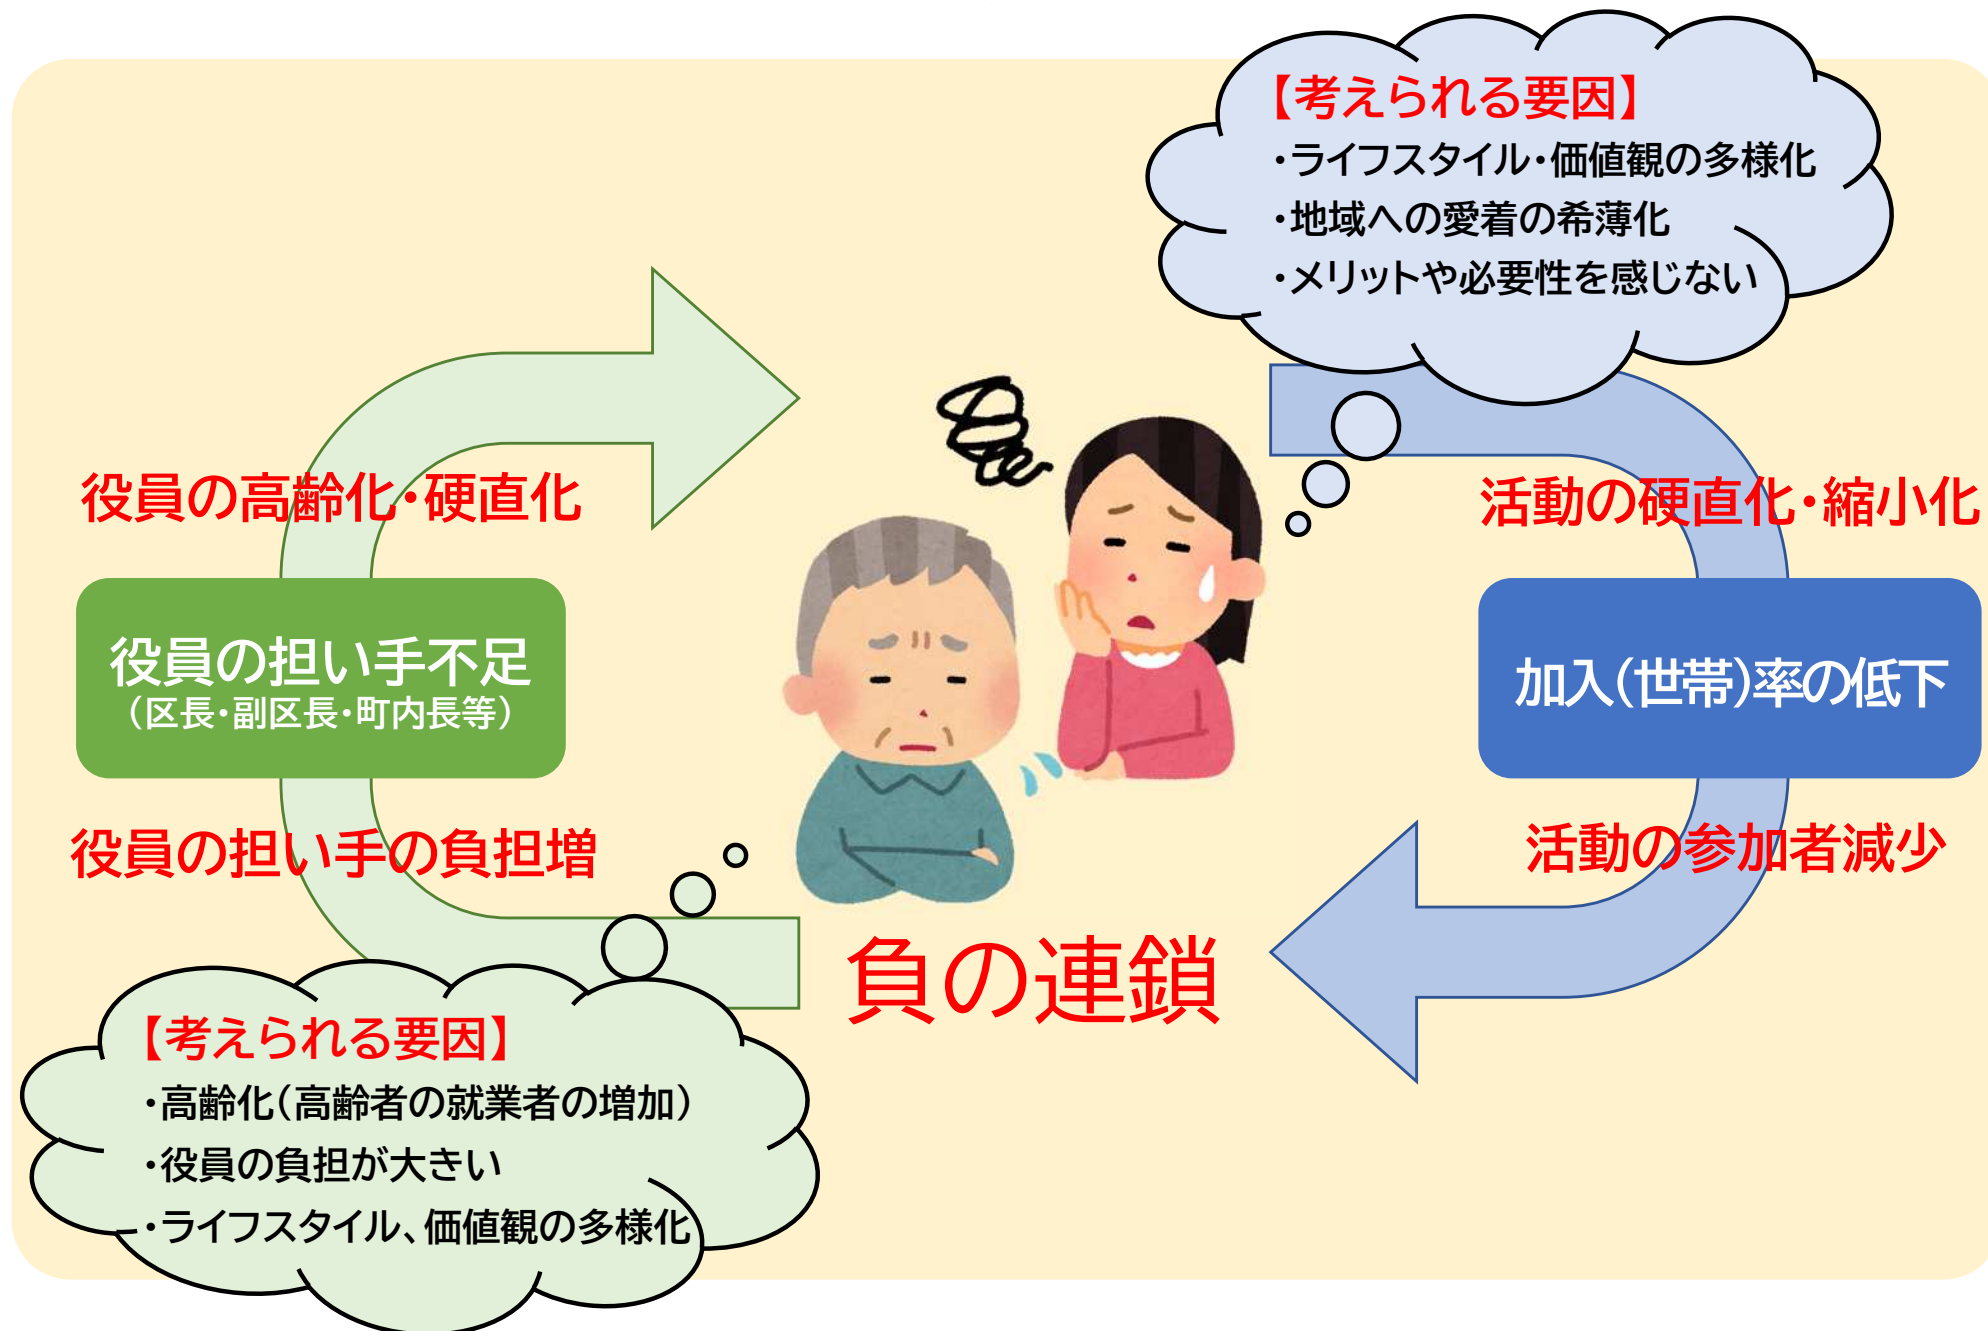 【考えられる要因】
・ライフスタイル・価値観の多様化
・地域への愛着の希薄化
・メリットや必要性を感じない
役員の高齢化・硬直化
活動の硬直化・縮小化
役員の担い手不足
（区長・副区長・町内長等）
加入(世帯)率の低下
役員の担い手の負担増
活動の参加者減少
負の連鎖
【考えられる要因】
・高齢化(高齢者の就業者の増加)
・役員の負担が大きい
・ライフスタイル、価値観の多様化